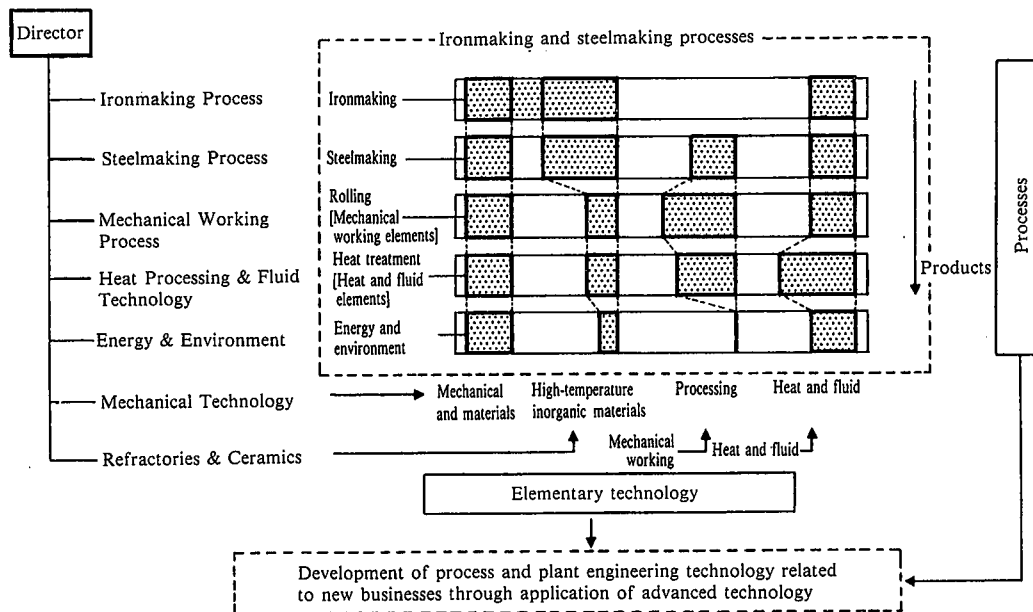 Director
Ironmaking Process
Steelmaking Process
Mechanical Working
Process
Heat Processing & Fluid
Technology
Energy & Environment
Mechanical Technology
Refractories & Ceramics
Ironmaking and steelmaking processes
Ironmaking
Steelmaking
Rolling
[Mechanical
working elements]
Heat treatment
[Heat and fluid
elements]
Energy and
environment
Products
Processes
Mechanical
and materials
High-temperature
inorganic materials
Processing
Heat and fluid
Mechanical
working
Heat and fluid
Elementary technology
Development of process and plant engineering technology related
to new businesses through application of advanced technology